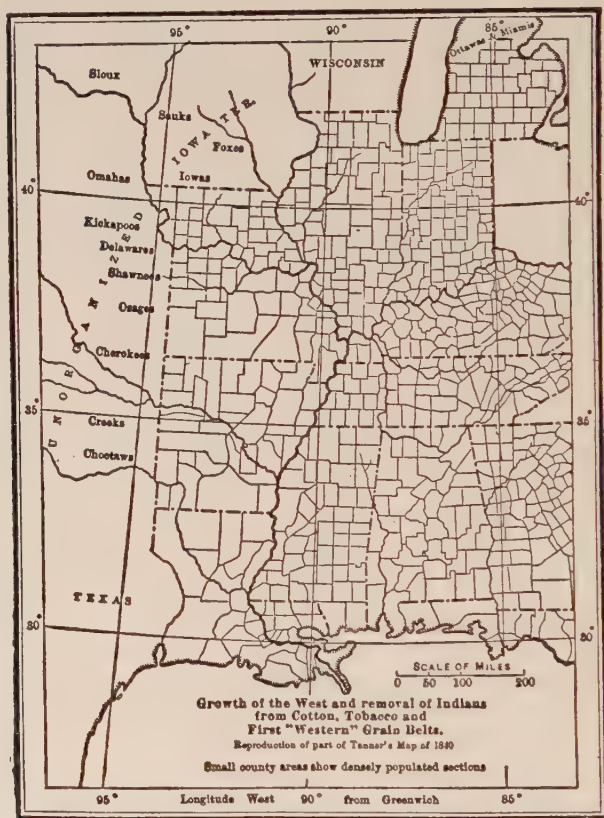 95°
90°
85°
Ottawas & Miamis
WISCONSIN
Sioux
Sauks
IOWA TER
Foxes
Iowas
Omahas
40°
40°
Kickapoos
Delawares
Shawnees
Osages
UNORGANIZED
Cherokees
35°
35°
Creeks
Choctaws
TEXAS
30°
30°
SCALE OF MILES
0 50 100 200
Growth of the West and removal of Indians
from Cotton, Tobacco and
First "Western" Grain Belts.
Reproduction of part of Tanner's Map of 1840
Small county areas show densely populated sections
95° 90° 85°
Longitude West from Greenwich